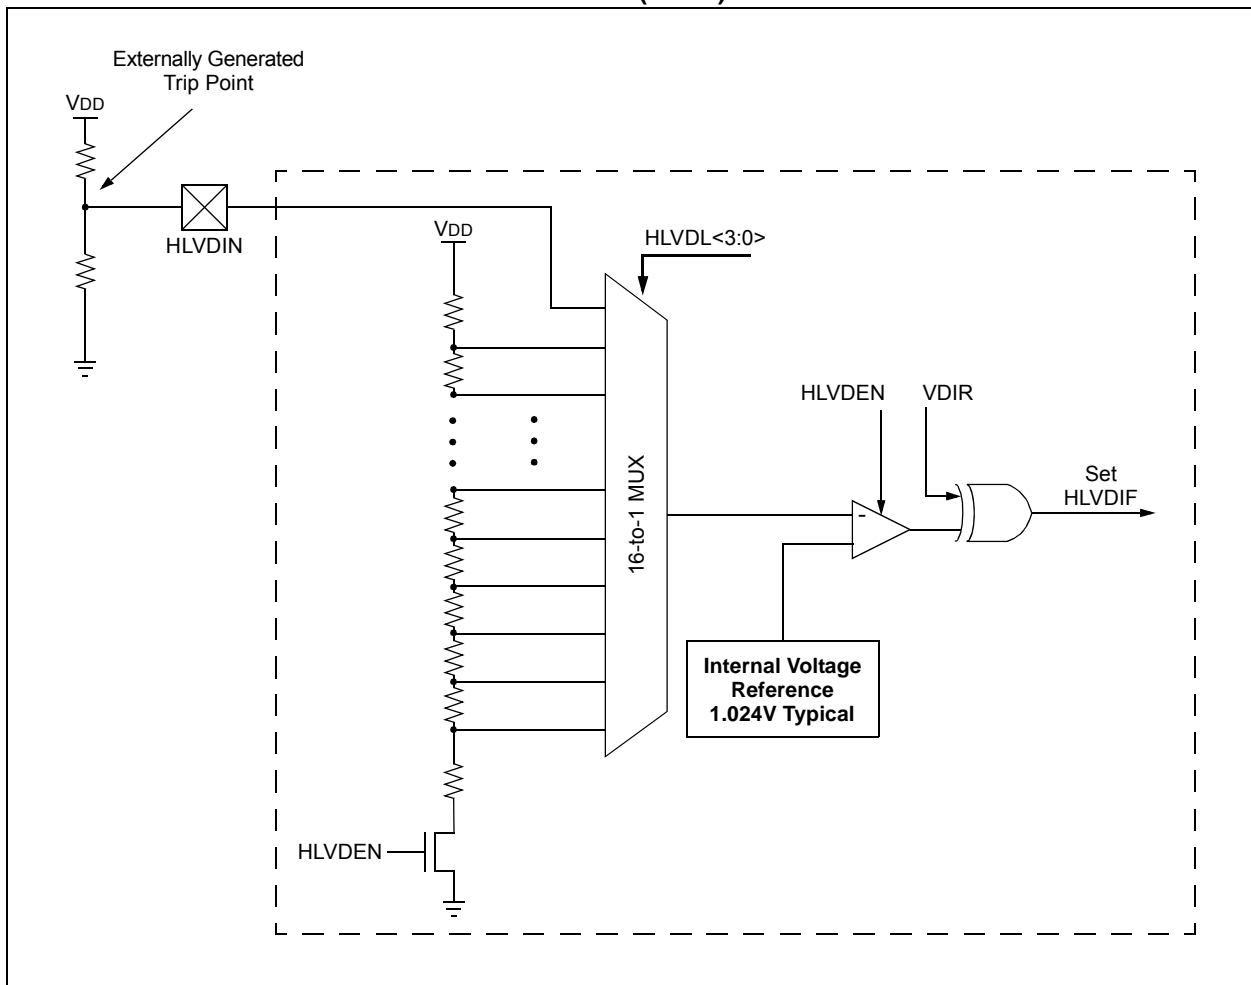 Externally Generated
Trip Point
VDD
HLVDIN
VDD
HLVDL<3:0>
16-to-1 MUX
HLVDEN
VDIR
-
Set
HLVDIF
Internal Voltage
Reference
1.024V Typical
HLVDEN